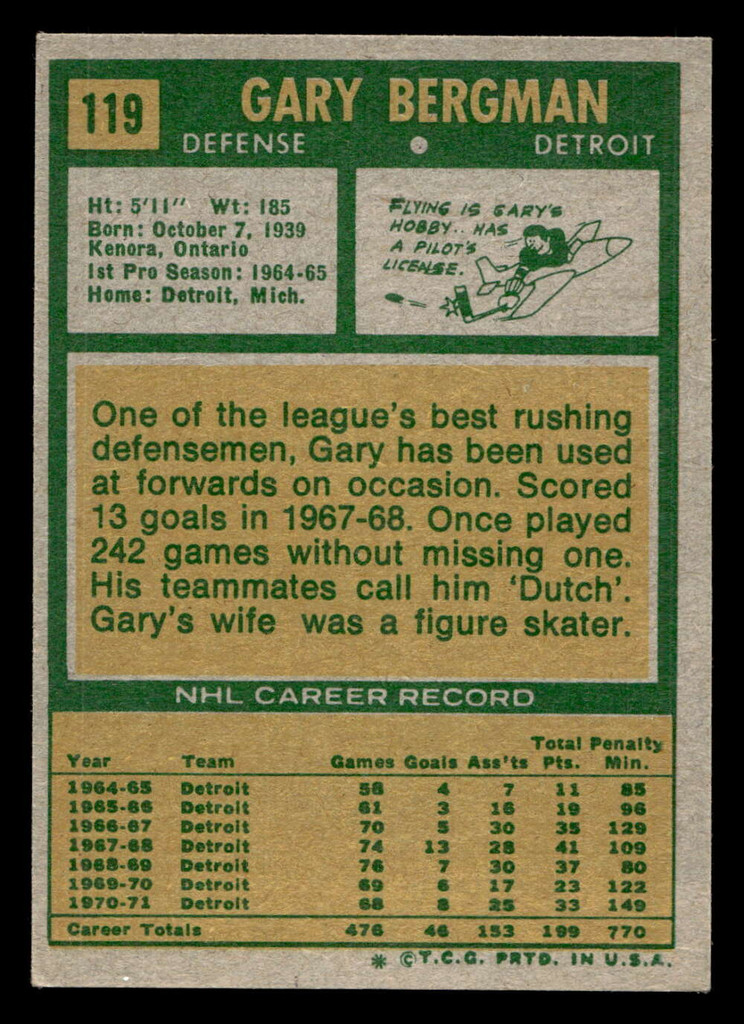 119
GARY BERGMAN
DEFENSE DETROIT
Ht: 5'11" Wt: 185
Born: October 7, 1939
Kenora, Ontario
1st Pro Season: 1964-65
Home: Detroit, Mich.
FLYING IS GARY'S
HOBBY.. HAS
A PILOT'S
LICENSE.
One of the league's best rushing
defensemen, Gary has been used
at forwards on occasion. Scored
13 goals in 1967-68. Once played
242 games without missing one.
His teammates call him 'Dutch'.
Gary's wife was a figure skater.
NHL CAREER RECORD
Year Team Games Goals Ass'ts Total Pts. Penalty Min.
1964-65 Detroit 58 4 7 11 85
1965-66 Detroit 61 3 16 19 96
1966-67 Detroit 70 5 30 35 129
1967-68 Detroit 74 13 28 41 109
1968-69 Detroit 76 7 30 37 80
1969-70 Detroit 69 6 17 23 122
1970-71 Detroit 68 8 25 33 149
Career Totals 476 46 153 199 770
* ©T.C.G. PRTD. IN U.S.A.